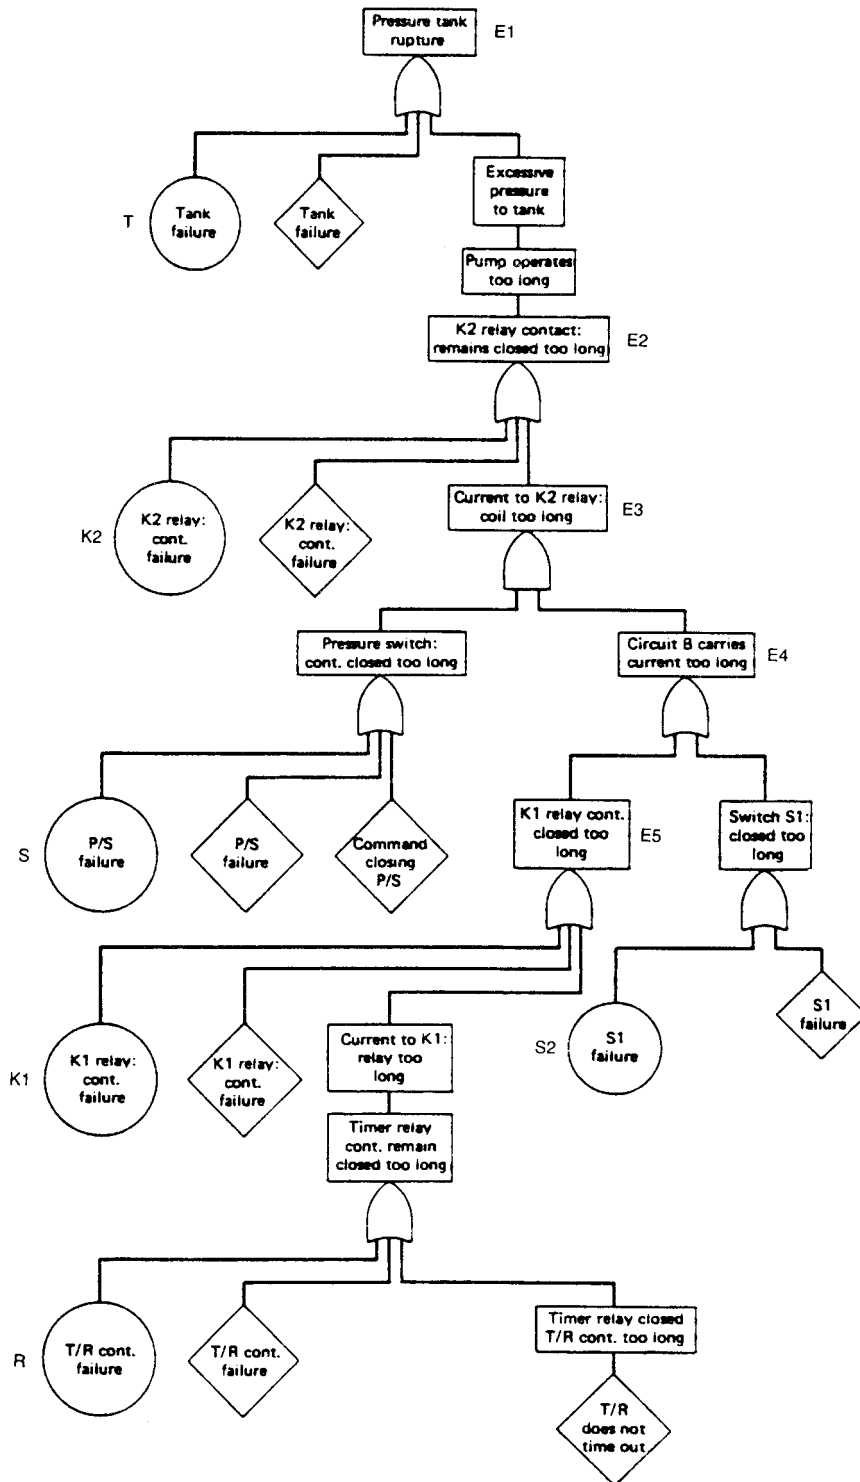 Pressure tank
rupture
E1
Excessive
pressure
to tank
T
Tank
failure
Tank
failure
Pump operates
too long
K2 relay contact:
remains closed too long
E2
K2
K2 relay:
cont.
failure
K2 relay:
cont.
failure
Current to K2 relay:
coil too long
E3
Pressure switch:
cont. closed too long
Circuit B carries
current too long
E4
S
P/S
failure
P/S
failure
Command
closing
P/S
K1 relay cont.
closed too
long
E5
Switch S1:
closed too
long
K1
K1 relay:
cont.
failure
K1 relay:
cont.
failure
Current to K1:
relay too
long
S2
S1
failure
S1
failure
Timer relay
cont. remain
closed too long
R
T/R cont.
failure
T/R cont.
failure
Timer relay closed
T/R cont. too long
T/R
does not
time out